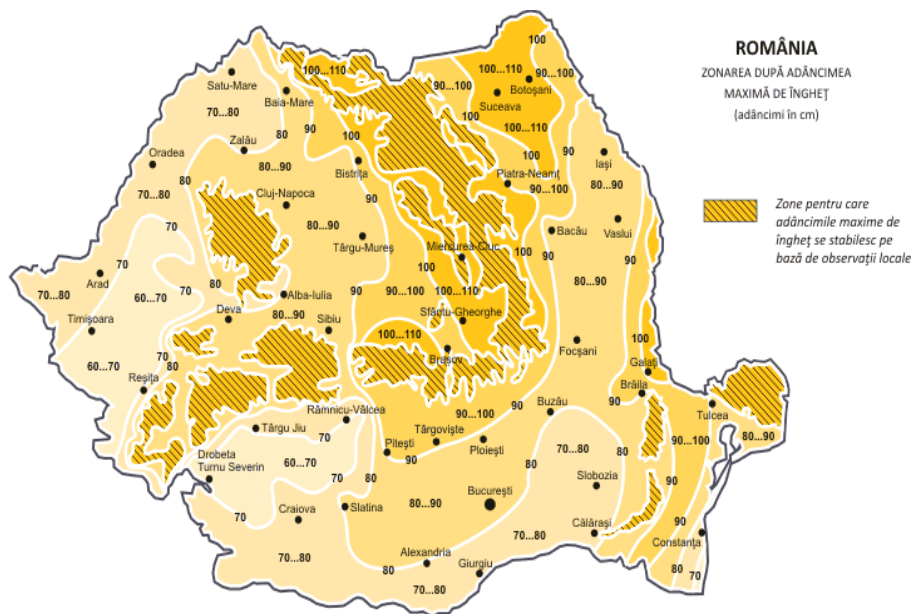 ROMÂNIA
ZONAREA DUPĂ ADÂNCIMEA
MAXIMĂ DE ÎNGHEȚ
(adâncimi în cm)
Zone pentru care
adâncimile maxime de
îngheț se stabilesc pe
bază de observații locale
100
100...110
90...100
100...110
90...100
Satu-Mare
Botoșani
Baia-Mare
Suceava
70...80
100
80
90
100
100...110
Zalău
90
Iași
Oradea
Bistrița
100
80
80...90
Piatra-Neamț
80...90
70...80
Cluj-Napoca
90
90...100
70
80...90
Vaslui
Târgu-Mureș
Bacău
Miercurea-Ciuc
100
90
90
70
100
Arad
70
80
80...90
70...80
60...70
Alba-Iulia
90
90...100
100...110
Timișoara
Deva
80...90
Sfântu-Gheorghe
Sibiu
100...110
100
70
Focșani
60...70
80
Brașov
Galați
Reșița
Brăila
90
Râmnicu-Vâlcea
90...100
90
Buzău
Tulcea
Târgu Jiu
70
Târgoviște
90...100
80...90
Pitești
Ploiești
70...80
Drobeta
Turnu Severin
60...70
90
80
80
90
70
80
Slobozia
București
70
Craiova
Slatina
80...90
Călărași
90
Constanța
70...80
Alexandria
80
Giurgiu
80
70
70...80